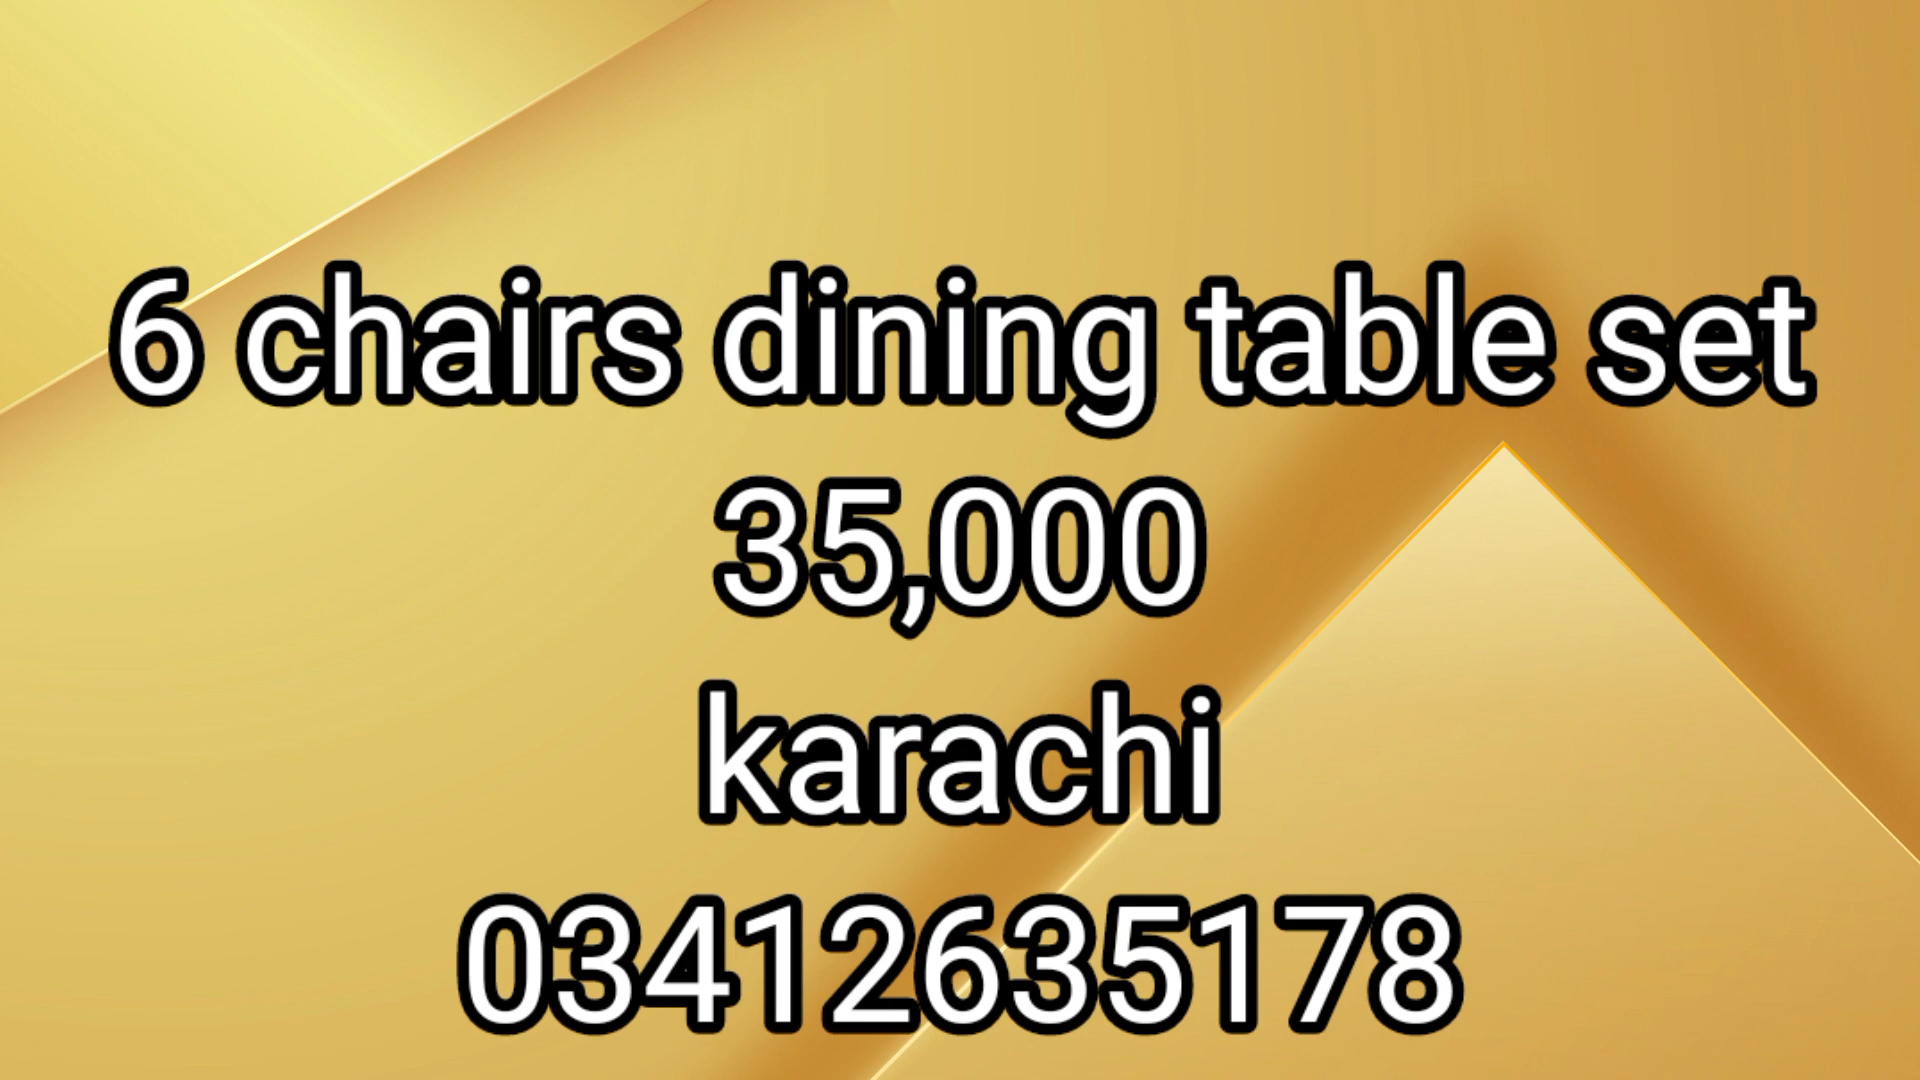 6 chairs dining table set
35,000
karachi
03412635178